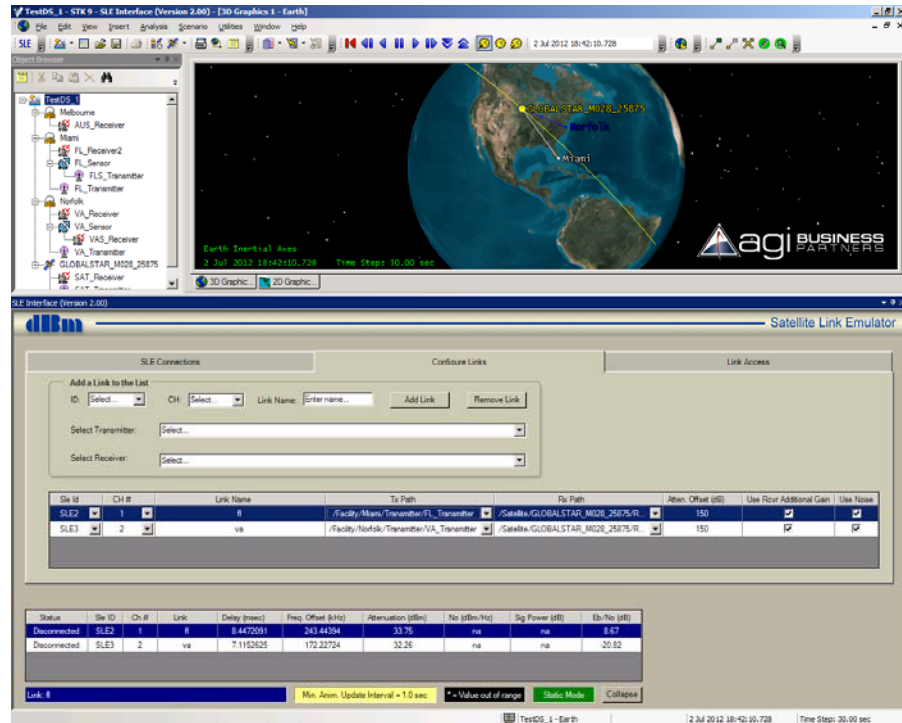 TestDS_1 - STK 9 - SLE Interface (Version 2.00) - [3D Graphics 1 - Earth]
File Edit View Insert Analysis Scenario Utilities Window Help
SLE 2 Jul 2012 18:42:10.728
Object Browser
TestDS_1
Melbourne
AUS_Receiver
Miami
FL_Receiver2
FL_Sensor
FLS_Transmitter
FL_Transmitter
Norfolk
VA_Receiver
VA_Sensor
VAS_Receiver
VA_Transmitter
GLOBALSTAR_M028_25875
SAT_Receiver
SAT_Transmitter
GLOBALSTAR_M028_25875
Norfolk
Miami
Earth Inertial Axes
2 Jul 2012 18:42:10.728 Time Step: 30.00 sec
agi BUSINESS PARTNERS
3D Graphic... 2D Graphic...
SLE Interface (Version 2.00)
dBm Satellite Link Emulator
SLE Connections Configure Links Link Access
Add a Link to the List
ID: Select... CH: Select... Link Name: Enter name... Add Link Remove Link
Select Transmitter: Select...
Select Receiver: Select...
Sle Id CH # Link Name Tx Path Rx Path Atten. Offset (dB) Use Rcvr Additional Gain Use Noise
SLE2 1 fl /Facility/Miami/Transmitter/FL_Transmitter /Satellite/GLOBALSTAR_M028_25875/R... 150
SLE3 2 va /Facility/Norfolk/Transmitter/VA_Transmitter /Satellite/GLOBALSTAR_M028_25875/R... 150
Status Sle ID Ch # Link Delay (msec) Freq. Offset (kHz) Attenuation (dBm) No (dBm/Hz) Sig Power (dB) Eb/No (dB)
Disconnected SLE2 1 fl 8.4472091 243.44394 33.75 na na 8.67
Disconnected SLE3 2 va 7.1152625 172.22724 32.26 na na -20.82
Link: fl Min. Anim. Update Interval = 1.0 sec * = Value out of range Static Mode Collapse
TestDS_1 - Earth 2 Jul 2012 18:42:10.728 Time Step: 30.00 sec